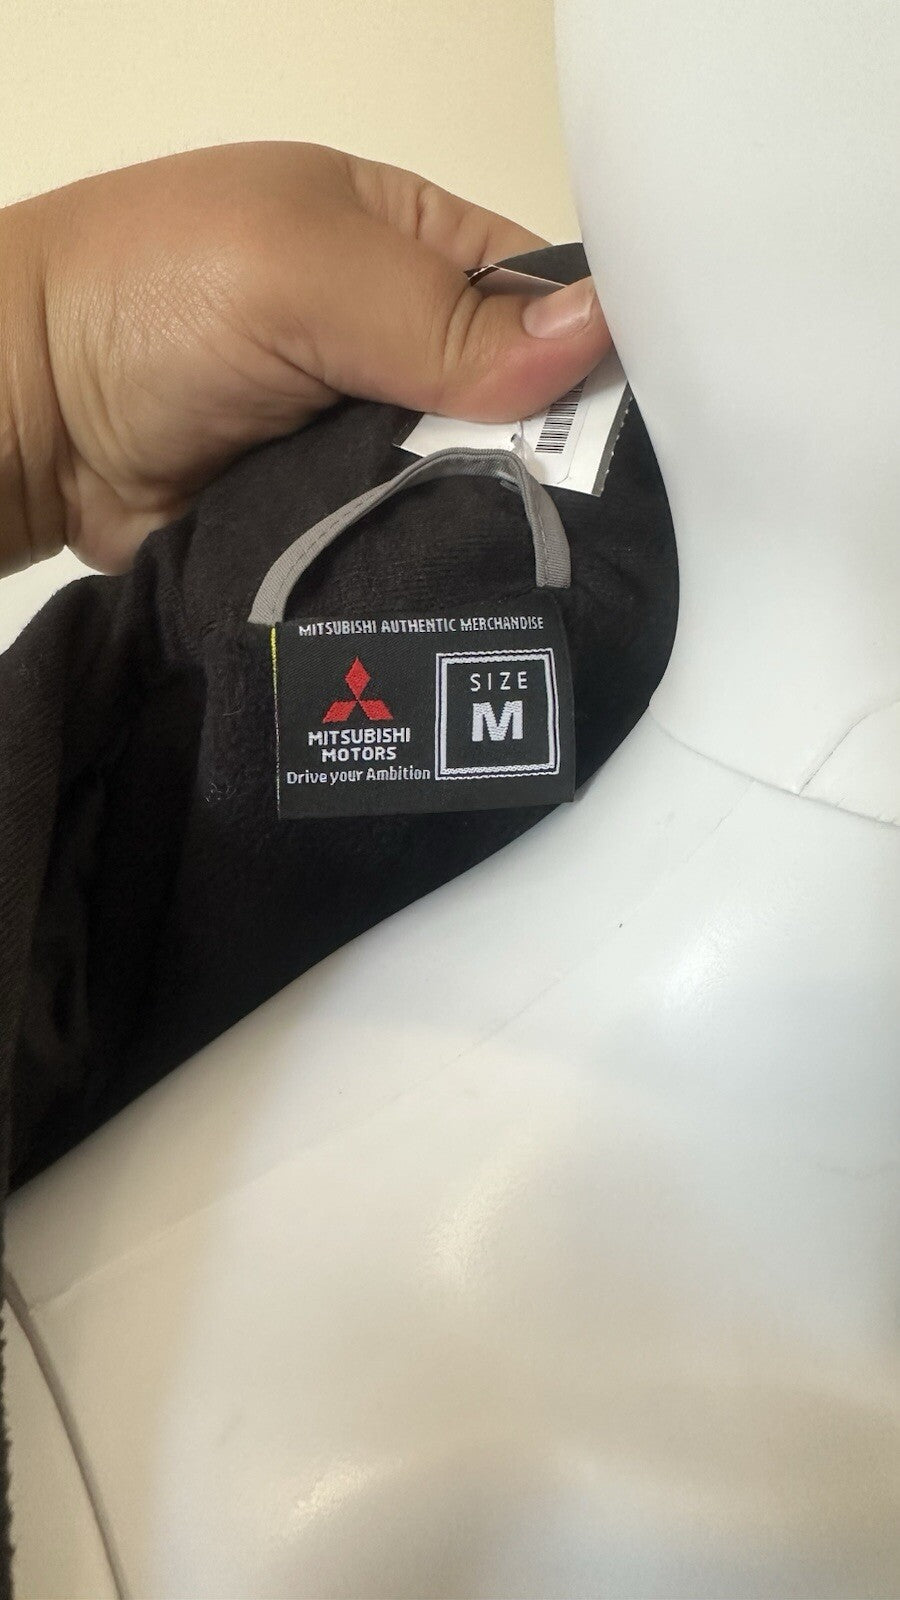 MITSUBISHI AUTHENTIC MERCHANDISE
MITSUBISHI
MOTORS
Drive your Ambition
SIZE
M